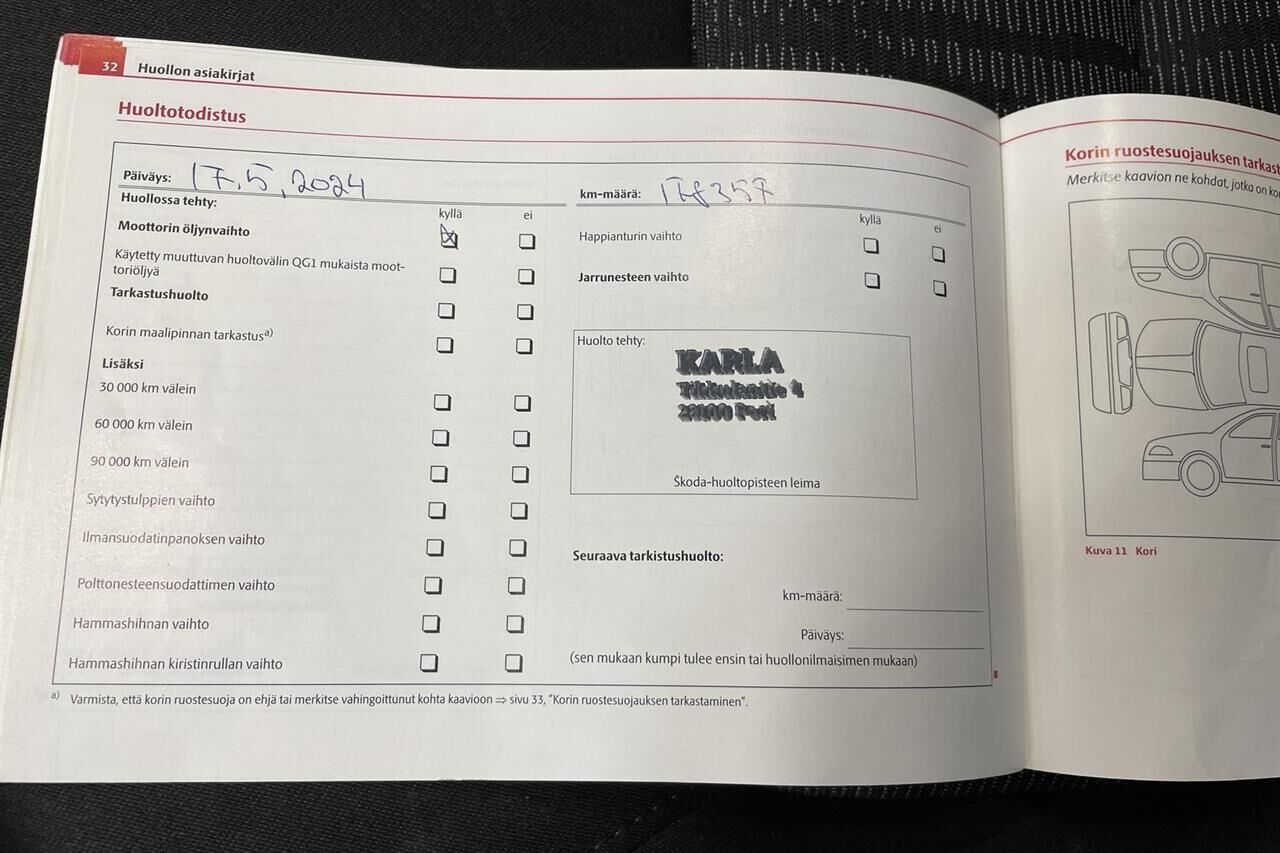 32 Huollon asiakirjat
Huoltotodistus
Päiväys: 17.5.2024
Huollossa tehty:
kyllä ei
Moottorin öljynvaihto
Käytetty muuttuvan huoltovälin QG1 mukaista moot-
toriöljyä
Tarkastushuolto
Korin maalipinnan tarkastus a)
Lisäksi
30 000 km välein
60 000 km välein
90 000 km välein
Sytytystulppien vaihto
Ilmansuodatinpanoksen vaihto
Polttonesteensuodattimen vaihto
Hammashihnan vaihto
Hammashihnan kiristinrullan vaihto
km-määrä:
kyllä ei
Happianturin vaihto
Jarrunesteen vaihto
Huolto tehty:
KARLA
4
28000 Pori
Škoda-huoltopisteen leima
Seuraava tarkistushuolto:
km-määrä:
Päiväys:
(sen mukaan kumpi tulee ensin tai huollonilmaisimen mukaan)
a) Varmista, että korin ruostesuoja on ehjä tai merkitse vahingoittunut kohta kaavioon ⇒ sivu 33, "Korin ruostesuojauksen tarkastaminen".
Korin ruostesuojauksen tarkast
Merkitse kaavion ne kohdat, jotka on ko
Kuva 11 Kori